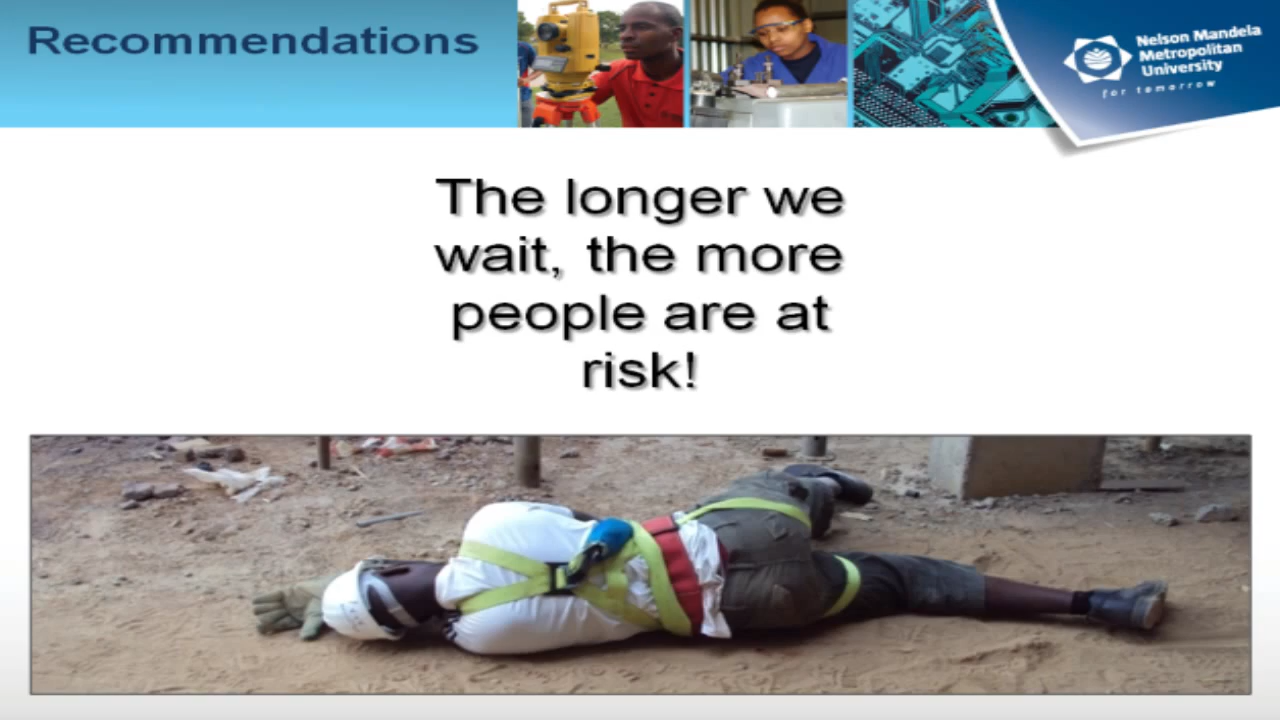 Recommendations
Nelson Mandela
Metropolitan
University
for tomorrow
The longer we
wait, the more
people are at
risk!